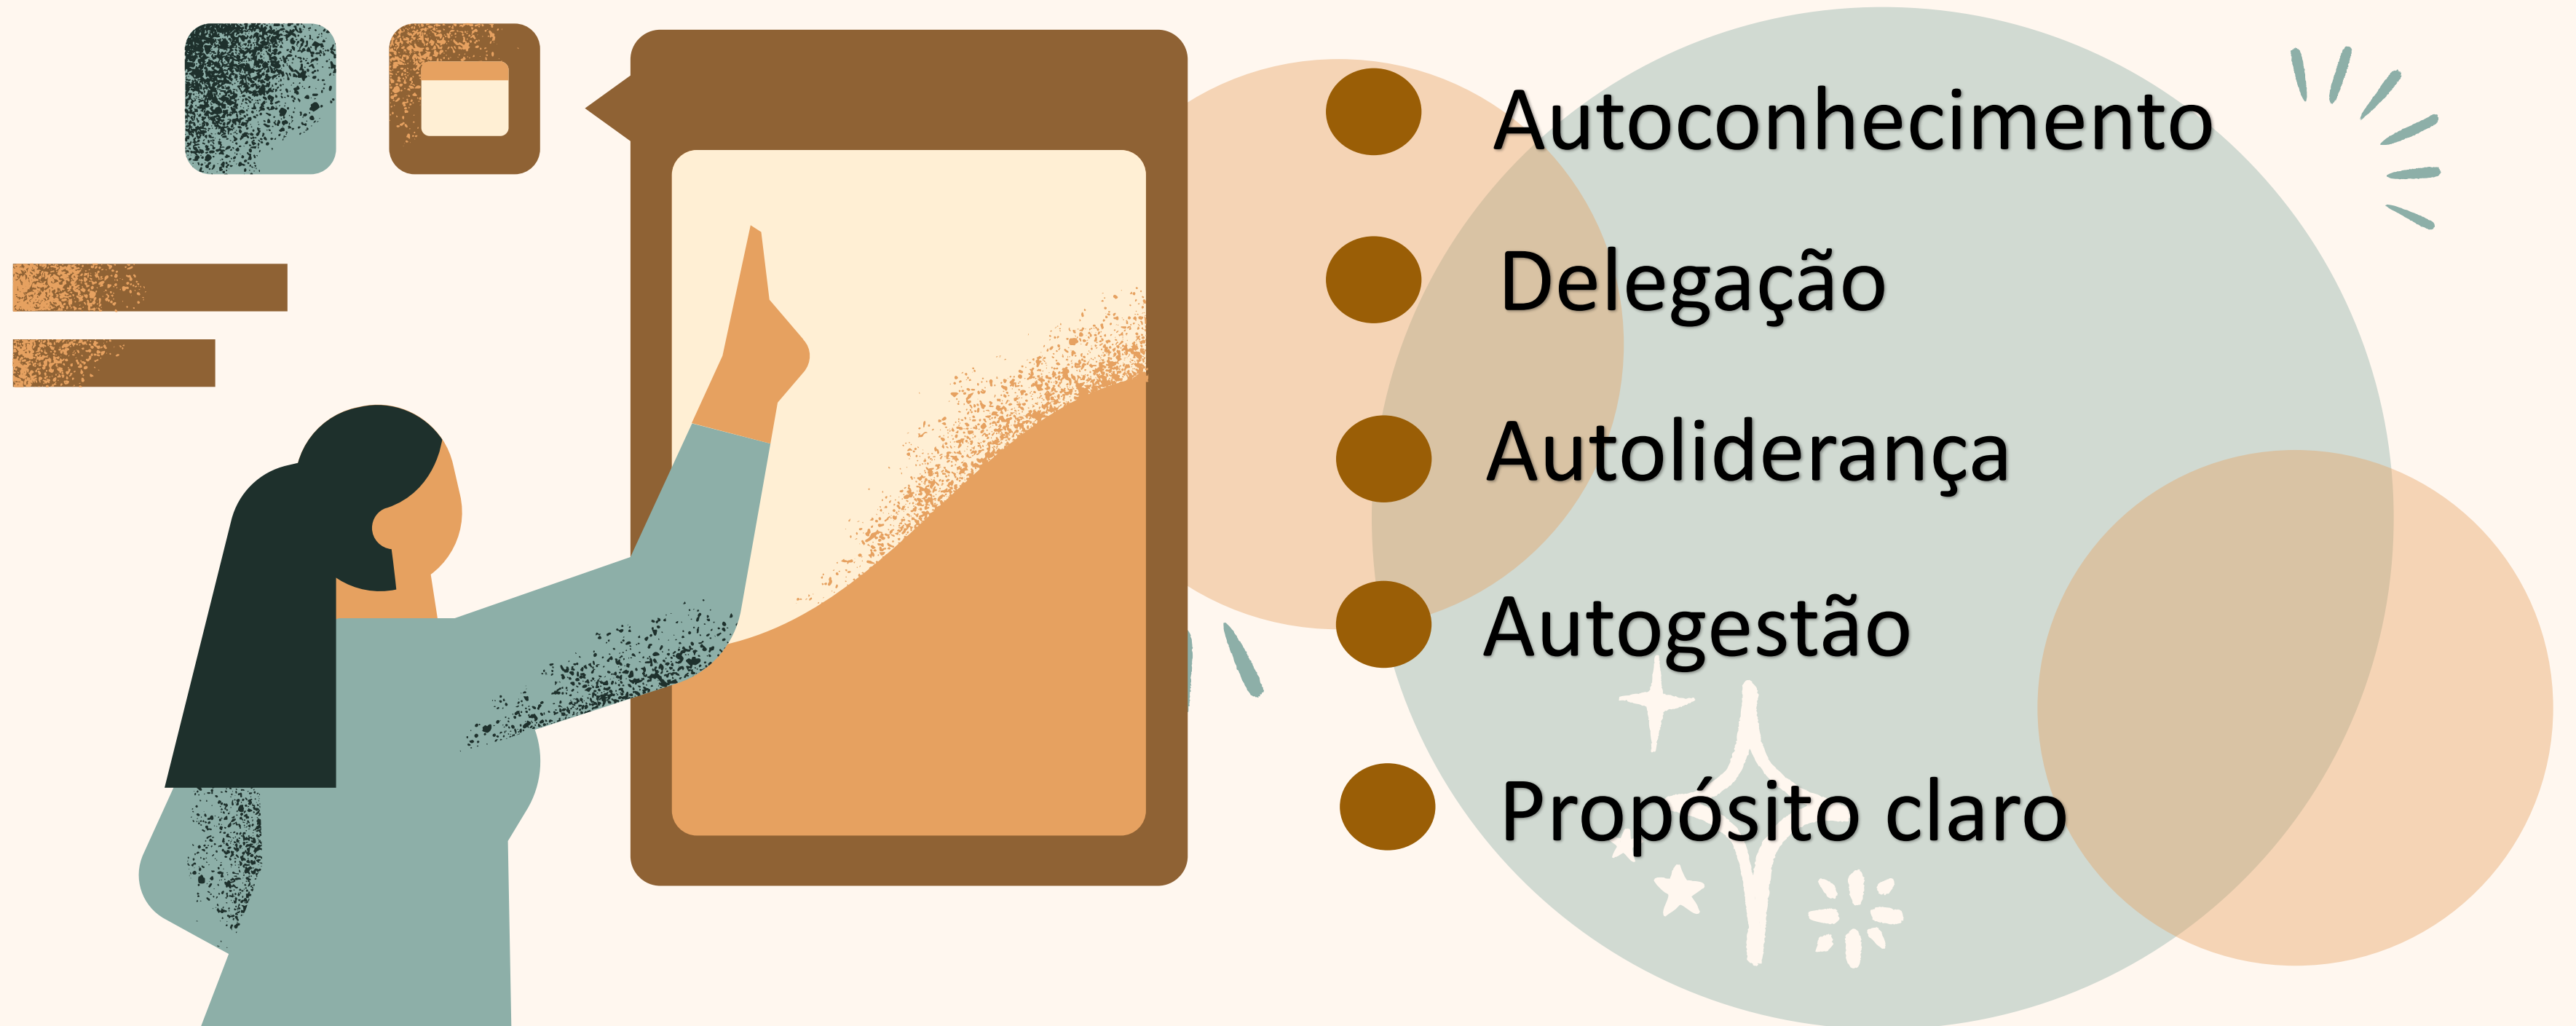 Autoconhecimento
Delegação
Autoliderança
Autogestão
Propósito claro